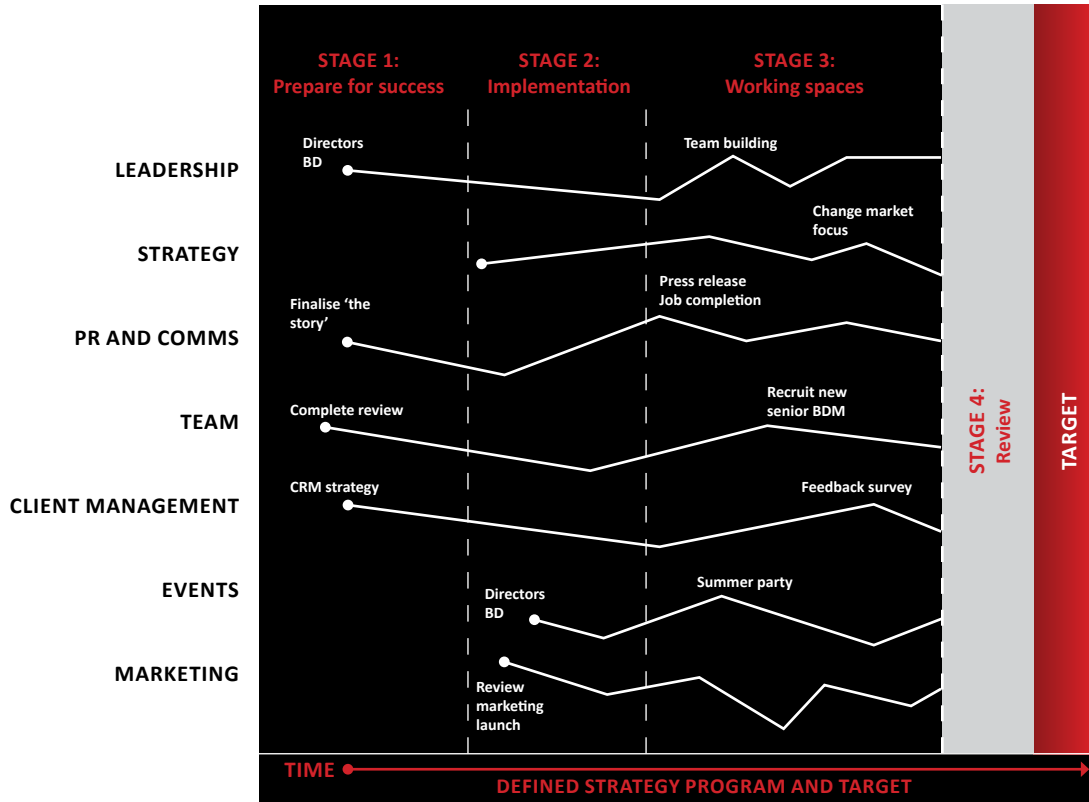 STAGE 1:
Prepare for success
STAGE 2:
Implementation
STAGE 3:
Working spaces
LEADERSHIP
Directors
BD
Team building
STRATEGY
Change market
focus
PR AND COMMS
Finalise ‘the
story’
Press release
Job completion
TEAM
Complete review
Recruit new
senior BDM
CLIENT MANAGEMENT
CRM strategy
Feedback survey
EVENTS
Directors
BD
Summer party
MARKETING
Review
marketing
launch
STAGE 4:
Review
TARGET
TIME
DEFINED STRATEGY PROGRAM AND TARGET